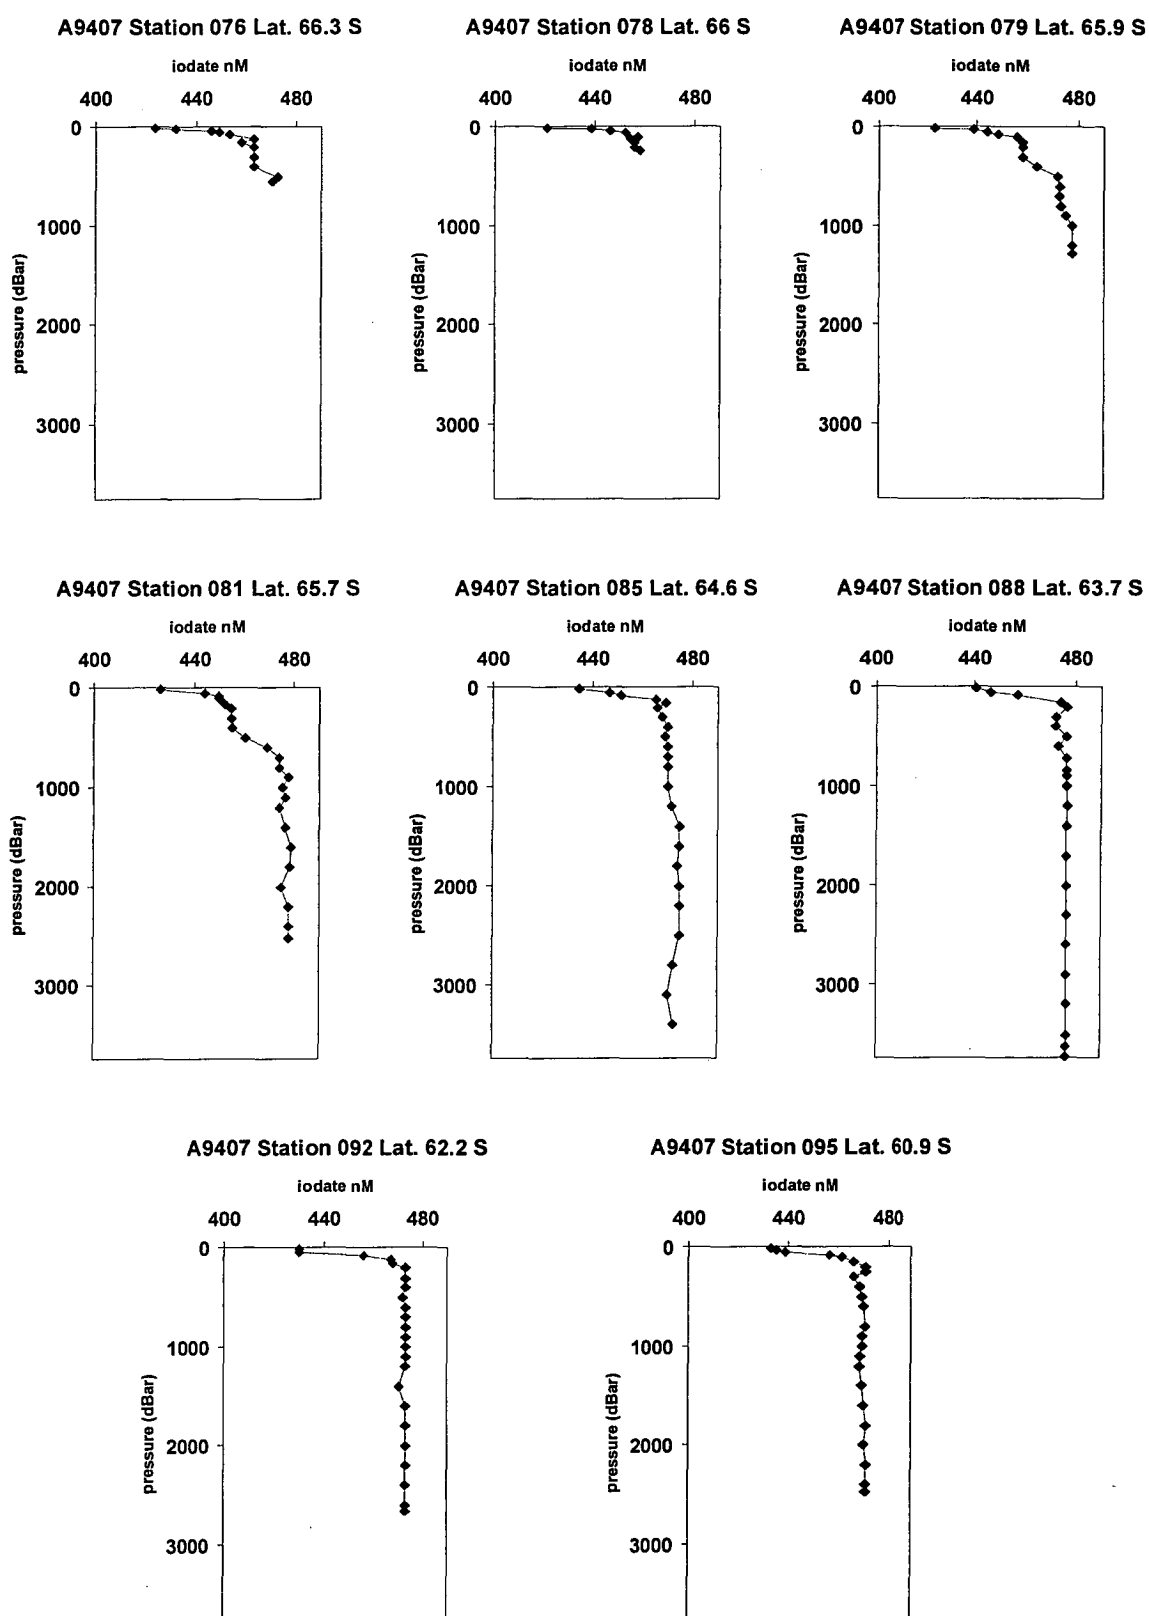 A9407 Station 076 Lat. 66.3 S
iodate nM
400 440 480
0
1000
2000
3000
pressure (dBar)
A9407 Station 078 Lat. 66 S
iodate nM
400 440 480
0
1000
2000
3000
pressure (dBar)
A9407 Station 079 Lat. 65.9 S
iodate nM
400 440 480
0
1000
2000
3000
pressure (dBar)
A9407 Station 081 Lat. 65.7 S
iodate nM
400 440 480
0
1000
2000
3000
pressure (dBar)
A9407 Station 085 Lat. 64.6 S
iodate nM
400 440 480
0
1000
2000
3000
pressure (dBar)
A9407 Station 088 Lat. 63.7 S
iodate nM
400 440 480
0
1000
2000
3000
pressure (dBar)
A9407 Station 092 Lat. 62.2 S
iodate nM
400 440 480
0
1000
2000
3000
pressure (dBar)
A9407 Station 095 Lat. 60.9 S
iodate nM
400 440 480
0
1000
2000
3000
pressure (dBar)